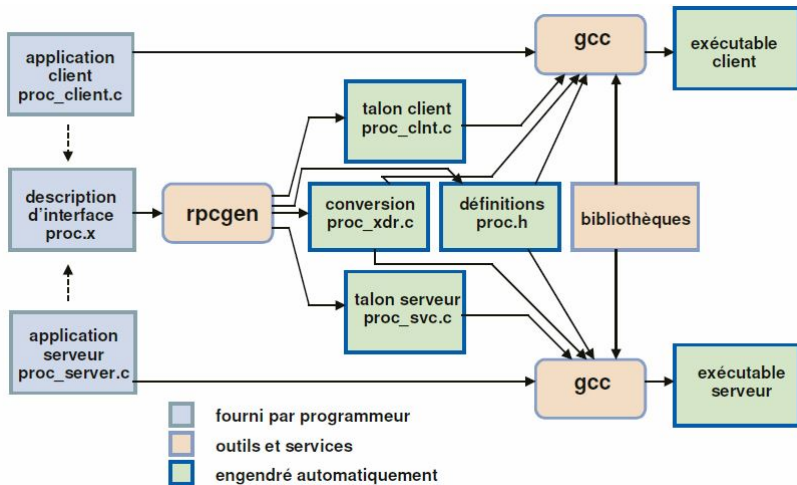 application
client
proc_client.c
gcc
exécutable
client
talon client
proc_clnt.c
description
d'interface
proc.x
rpcgen
conversion
proc_xdr.c
définitions
proc.h
bibliothèques
talon serveur
proc_svc.c
application
serveur
proc_server.c
gcc
exécutable
serveur
fourni par programmeur
outils et services
engendré automatiquement